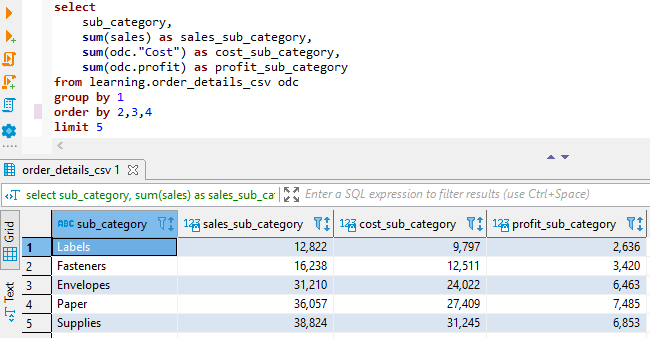 select
sub_category,
sum(sales) as sales_sub_category,
sum(odc."Cost") as cost_sub_category,
sum(odc.profit) as profit_sub_category
from learning.order_details_csv odc
group by 1
order by 2,3,4
limit 5
order_details_csv 1
select sub_category, sum(sales) as sales_sub_cat Enter a SQL expression to filter results (use Ctrl+Space)
Grid
Text
ABC sub_category 123 sales_sub_category 123 cost_sub_category 123 profit_sub_category
1 Labels 12,822 9,797 2,636
2 Fasteners 16,238 12,511 3,420
3 Envelopes 31,210 24,022 6,463
4 Paper 36,057 27,409 7,485
5 Supplies 38,824 31,245 6,853